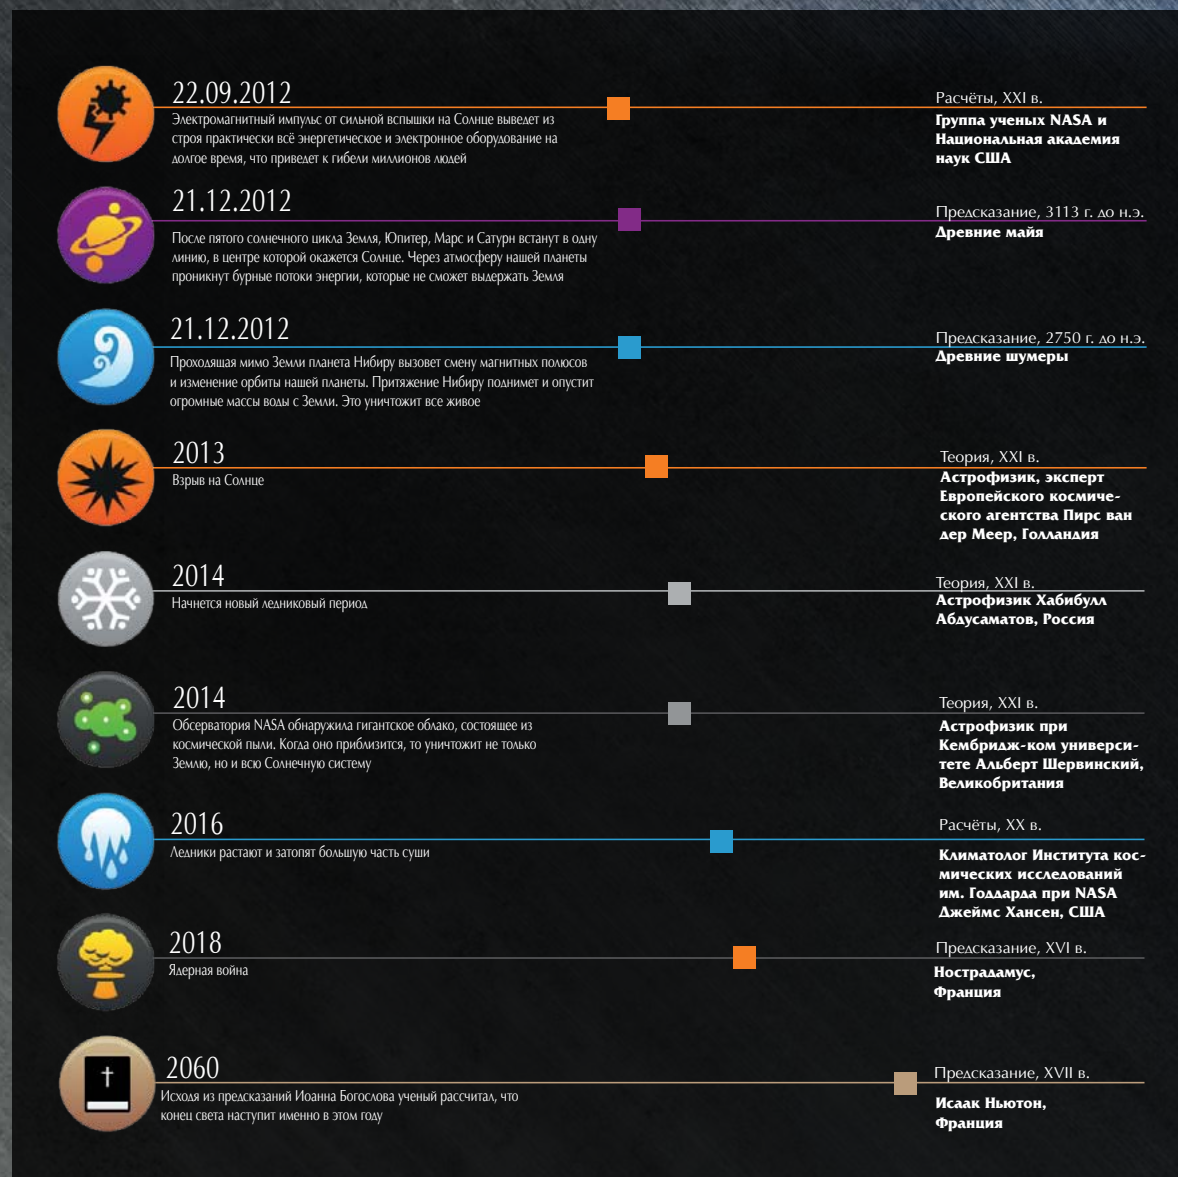 22.09.2012
Электромагнитный импульс от сильной вспышки на Солнце выведет из
строя практически всё энергетическое и электронное оборудование на
долгое время, что приведет к гибели миллионов людей
Расчёты, XXI в.
Группа ученых NASA и
Национальная академия
наук США
21.12.2012
После пятого солнечного цикла Земля, Юпитер, Марс и Сатурн встанут в одну
линию, в центре которой окажется Солнце. Через атмосферу нашей планеты
проникнут бурные потоки энергии, которые не сможет выдержать Земля
Предсказание, 3113 г. до н.э.
Древние майя
21.12.2012
Проходящая мимо Земли планета Нибиру вызовет смену магнитных полюсов
и изменение орбиты нашей планеты. Притяжение Нибиру поднимет и опустит
огромные массы воды с Земли. Это уничтожит все живое
Предсказание, 2750 г. до н.э.
Древние шумеры
2013
Взрыв на Солнце
Теория, XXI в.
Астрофизик, эксперт
Европейского космиче-
ского агентства Пирс ван
дер Меер, Голландия
2014
Начнется новый ледниковый период
Теория, XXI в.
Астрофизик Хабибулл
Абдусаматов, Россия
2014
Обсерватория NASA обнаружила гигантское облако, состоящее из
космической пыли. Когда оно приблизится, то уничтожит не только
Землю, но и всю Солнечную систему
Теория, XXI в.
Астрофизик при
Кембридж-ком универси-
тете Альберт Шервинский,
Великобритания
2016
Ледники растают и затопят большую часть суши
Расчёты, XX в.
Климатолог Института кос-
мических исследований
им. Годдарда при NASA
Джеймс Хансен, США
2018
Ядерная война
Предсказание, XVI в.
Нострадамус,
Франция
2060
Исходя из предсказаний Иоанна Богослова ученый рассчитал, что
конец света наступит именно в этом году
Предсказание, XVII в.
Исаак Ньютон,
Франция